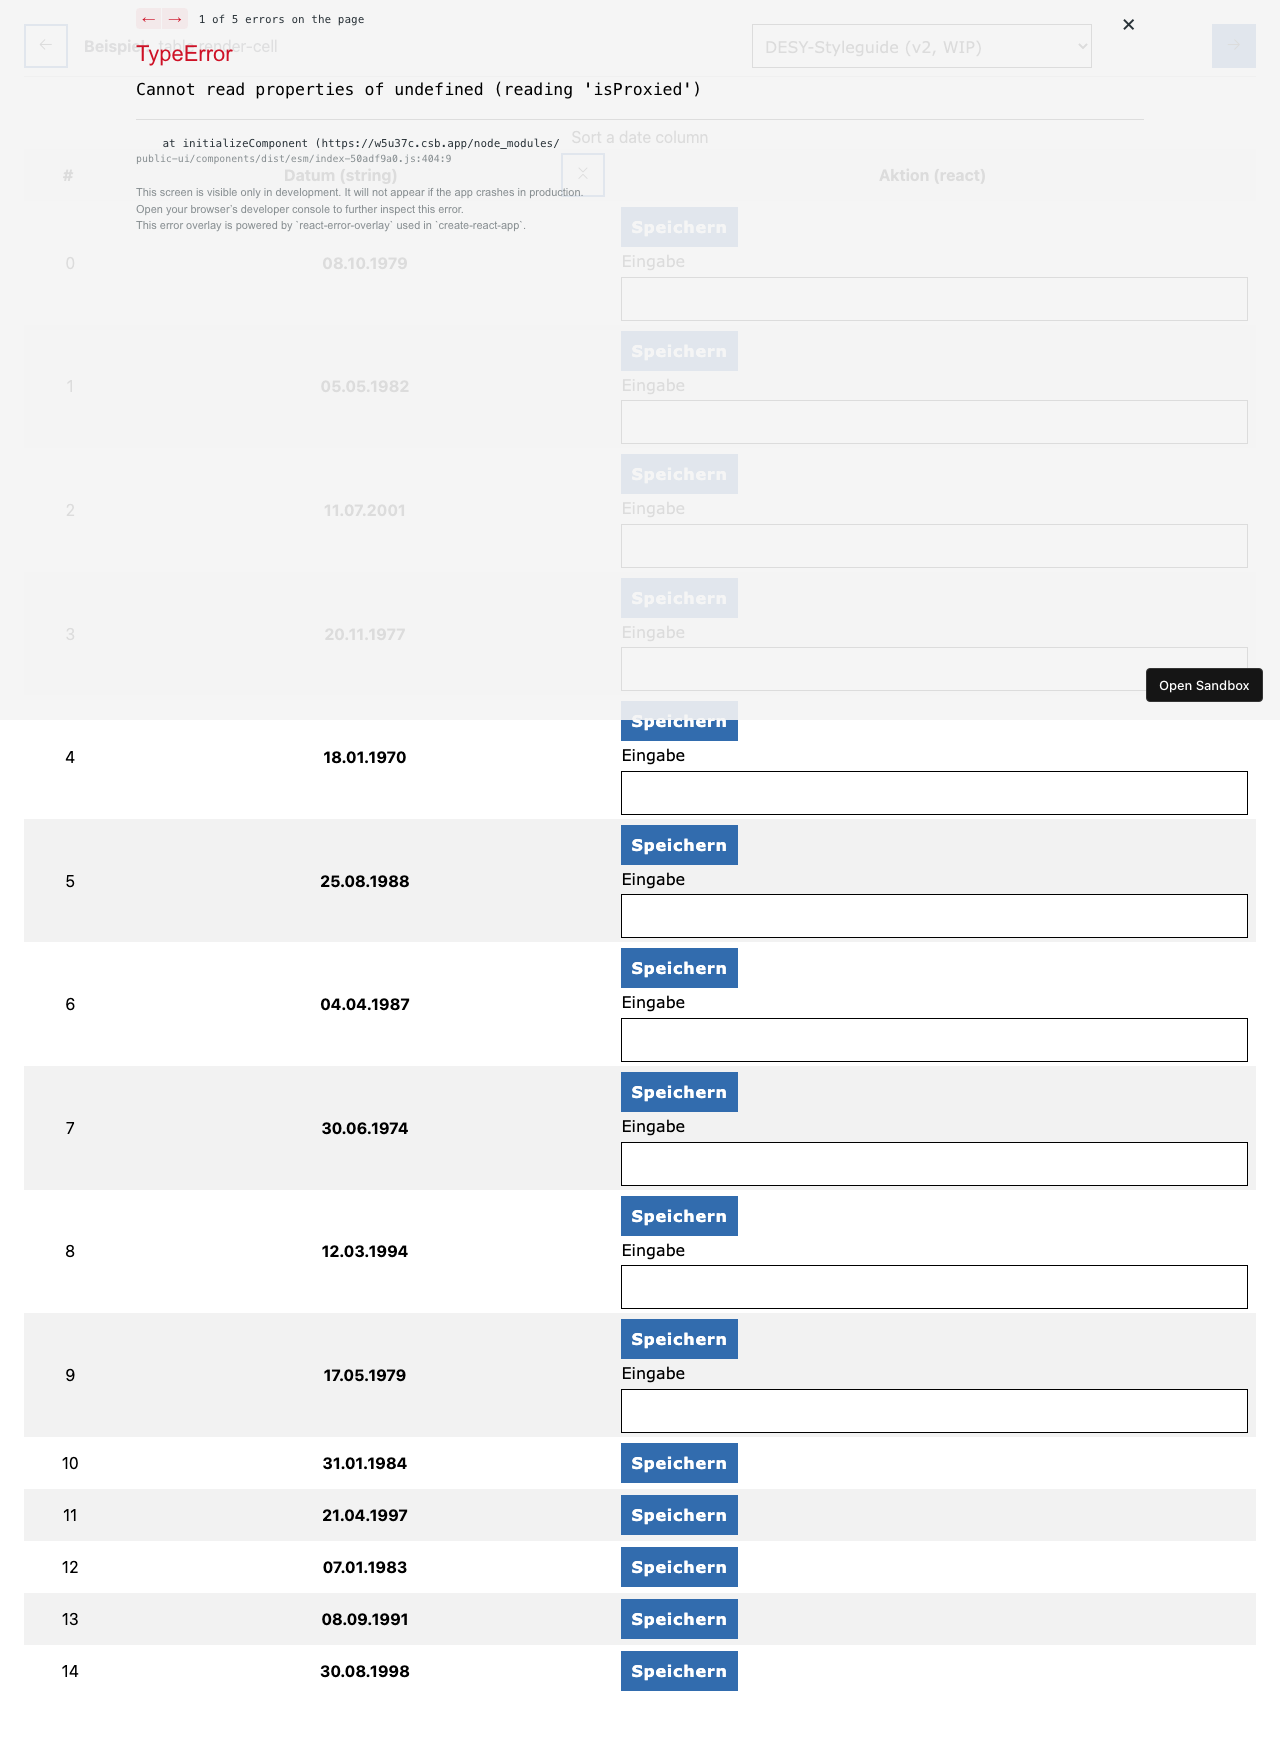 ← → 1 of 5 errors on the page
×
← Beispiel table render-cell DESY-Styleguide (v2, WIP) →
TypeError
Cannot read properties of undefined (reading 'isProxied')
at initializeComponent (https://w5u37c.csb.app/node_modules/
public-ui/components/dist/esm/index-50adf9a0.js:404:9
Sort a date column
# Datum (string) Aktion (react)
This screen is visible only in development. It will not appear if the app crashes in production.
Open your browser’s developer console to further inspect this error.
This error overlay is powered by `react-error-overlay` used in `create-react-app`.
Speichern
0 08.10.1979 Eingabe
Speichern
1 05.05.1982 Eingabe
Speichern
2 11.07.2001 Eingabe
Speichern
3 20.11.1977 Eingabe
Open Sandbox
Speichern
4 18.01.1970 Eingabe
Speichern
5 25.08.1988 Eingabe
Speichern
6 04.04.1987 Eingabe
Speichern
7 30.06.1974 Eingabe
Speichern
8 12.03.1994 Eingabe
Speichern
9 17.05.1979 Eingabe
10 31.01.1984 Speichern
11 21.04.1997 Speichern
12 07.01.1983 Speichern
13 08.09.1991 Speichern
14 30.08.1998 Speichern